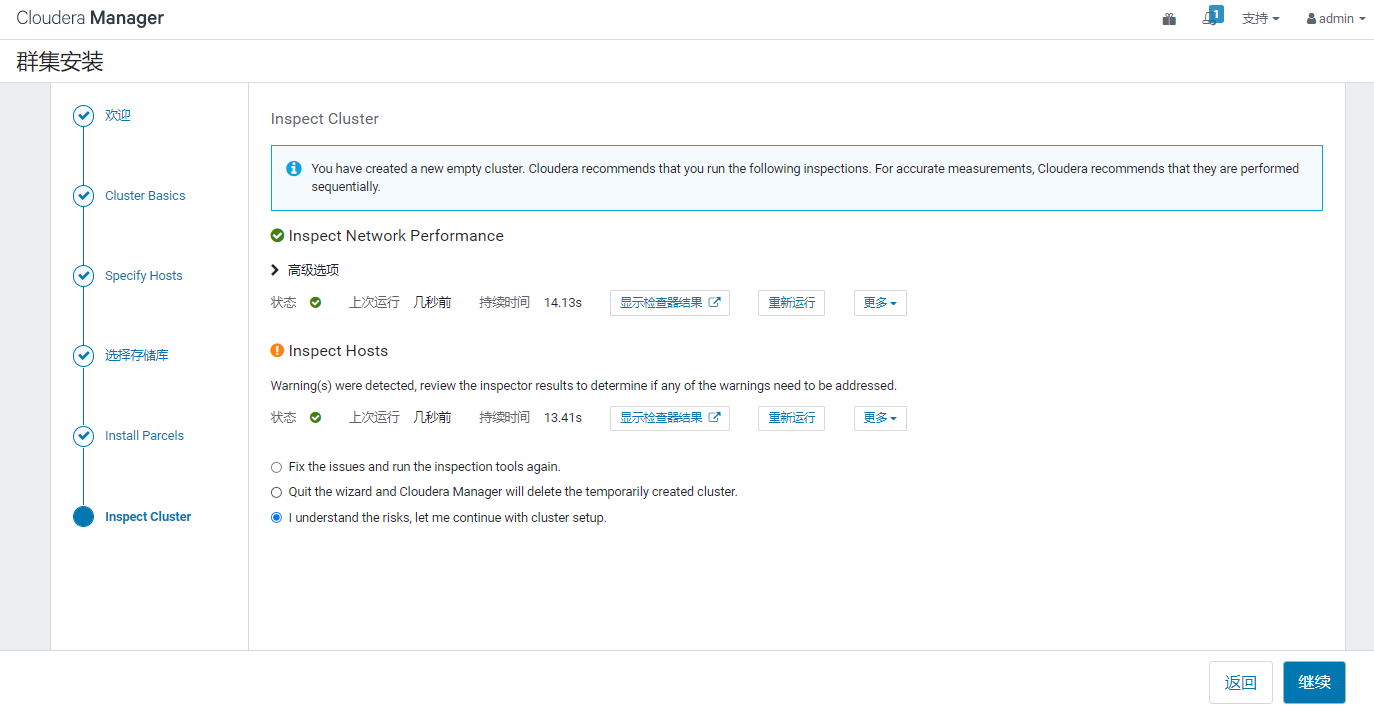 Cloudera Manager
1
支持
admin
群集安装
欢迎
Cluster Basics
Specify Hosts
选择存储库
Install Parcels
Inspect Cluster
Inspect Cluster
You have created a new empty cluster. Cloudera recommends that you run the following inspections. For accurate measurements, Cloudera recommends that they are performed
sequentially.
Inspect Network Performance
高级选项
状态 上次运行 几秒前 持续时间 14.13s 显示检查器结果 重新运行 更多
Inspect Hosts
Warning(s) were detected, review the inspector results to determine if any of the warnings need to be addressed.
状态 上次运行 几秒前 持续时间 13.41s 显示检查器结果 重新运行 更多
Fix the issues and run the inspection tools again.
Quit the wizard and Cloudera Manager will delete the temporarily created cluster.
I understand the risks, let me continue with cluster setup.
返回 继续